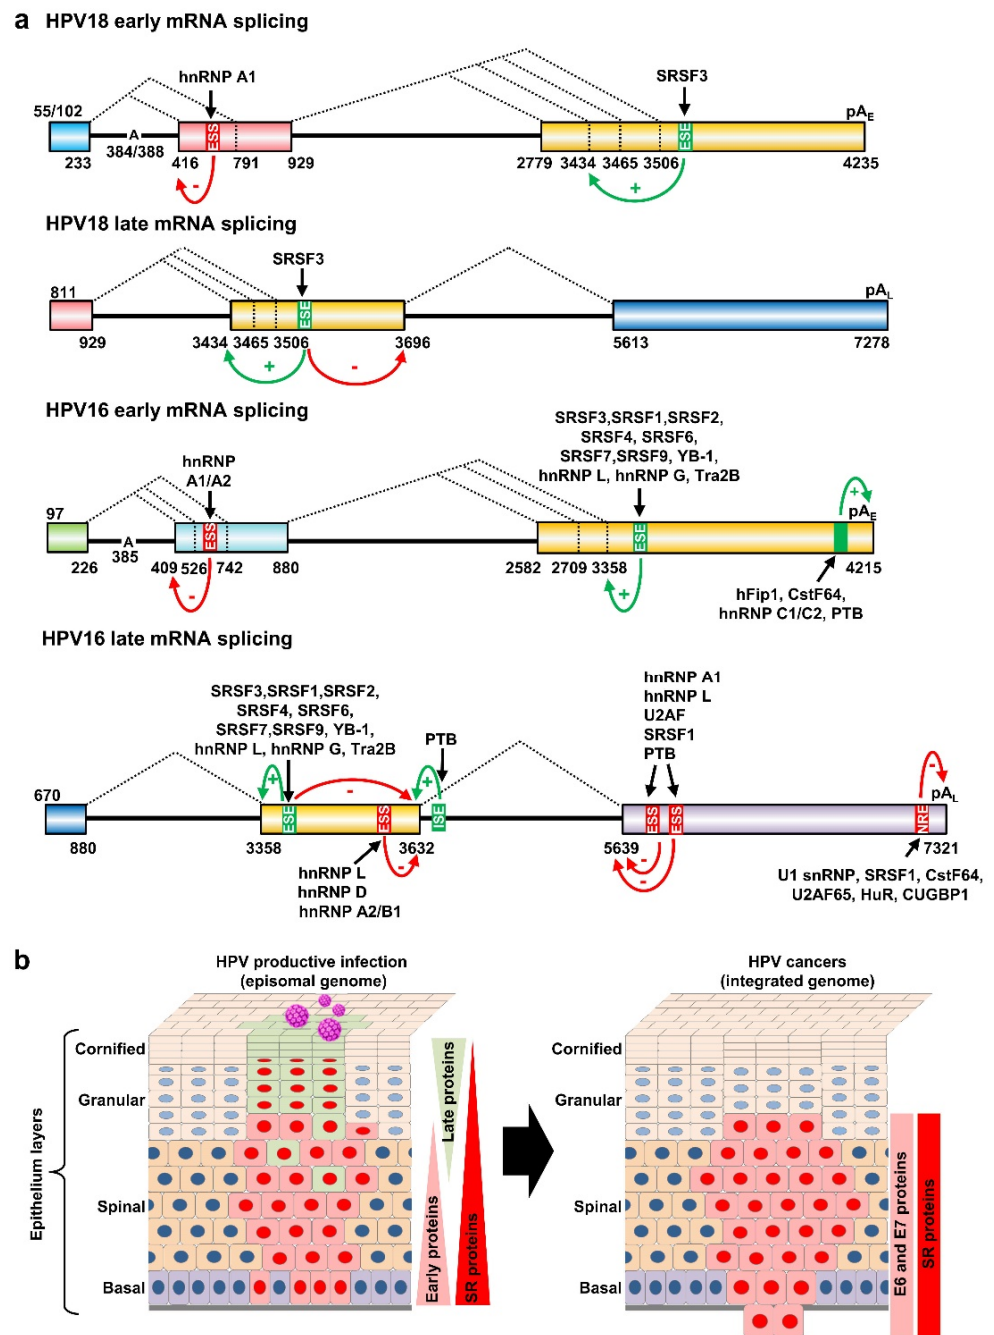 a HPV18 early mRNA splicing
hnRNP A1
SRSF3
55/102
pAE
ESS
ESE
A
384/388
233
416
791
929
2779
3434
3465
3506
4235
-
+
HPV18 late mRNA splicing
SRSF3
811
pAL
ESE
929
3434
3465
3506
3696
5613
7278
+
-
HPV16 early mRNA splicing
SRSF3,SRSF1,SRSF2,
SRSF4, SRSF6,
SRSF7,SRSF9, YB-1,
hnRNP L, hnRNP G, Tra2B
hnRNP
A1/A2
97
+
pAE
ESS
ESE
A
385
226
409
526
742
880
2582
2709
3358
4215
-
+
hFip1, CstF64,
hnRNP C1/C2, PTB
HPV16 late mRNA splicing
hnRNP A1
hnRNP L
U2AF
SRSF1
PTB
SRSF3,SRSF1,SRSF2,
SRSF4, SRSF6,
SRSF7,SRSF9, YB-1,
hnRNP L, hnRNP G, Tra2B
PTB
+
-
+
-
670
pAL
ESE
ESS
ISE
ESS
ESS
NRE
880
3358
3632
5639
7321
-
-
-
hnRNP L
hnRNP D
hnRNP A2/B1
U1 snRNP, SRSF1, CstF64,
U2AF65, HuR, CUGBP1
b
HPV productive infection
(episomal genome)
HPV cancers
(integrated genome)
Epithelium layers
Cornified
Granular
Spinal
Basal
Late proteins
Early proteins
SR proteins
Cornified
Granular
Spinal
Basal
E6 and E7 proteins
SR proteins